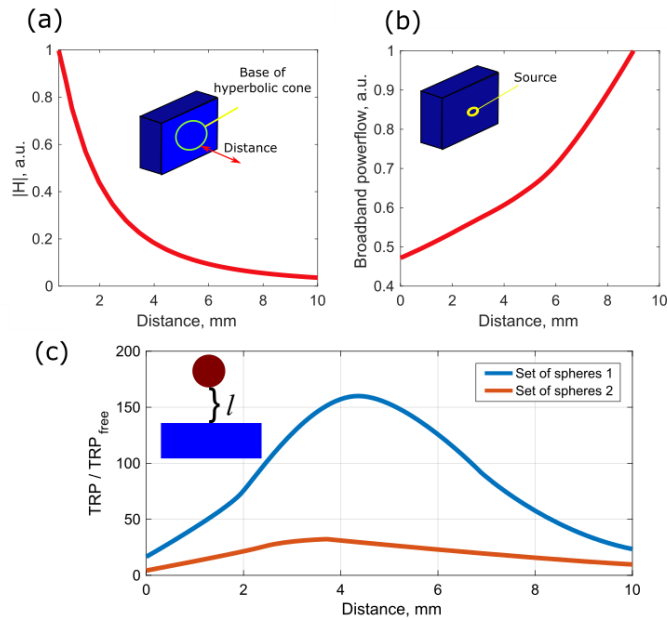 (a)
1
0.8
0.6
0.4
0.2
0
|H|, a.u.
Base of
hyperbolic cone
Distance
2
4
6
8
10
Distance, mm
(b)
1
0.9
0.8
0.7
0.6
0.5
0.4
Broadband powerflow, a.u.
Source
0
2
4
6
8
10
Distance, mm
(c)
200
150
100
50
0
TRP / TRP free
l
Set of spheres 1
Set of spheres 2
0
2
4
6
8
10
Distance, mm